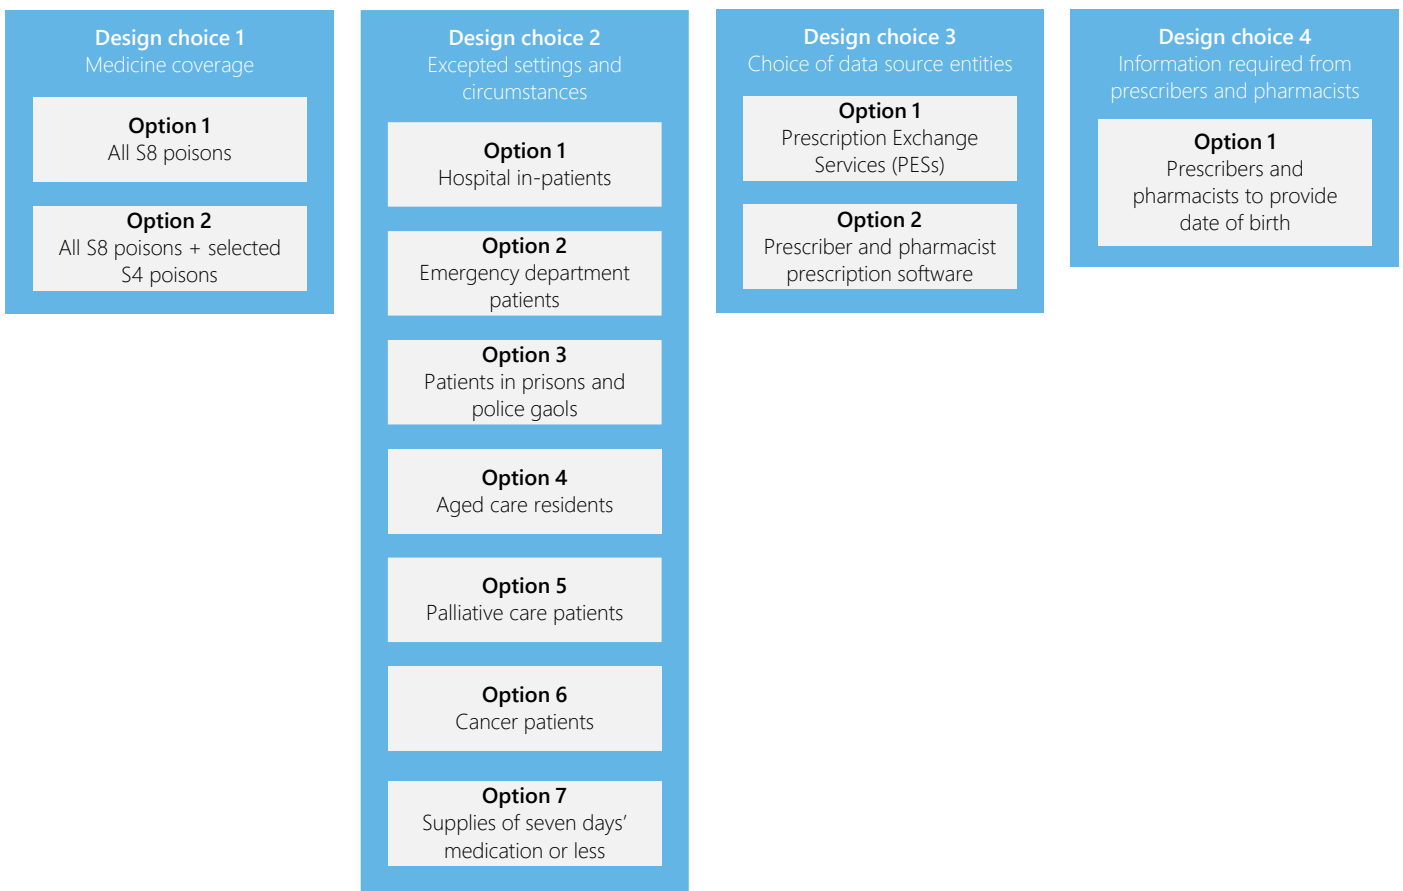 Design choice 1
Medicine coverage
Option 1
All S8 poisons
Option 2
All S8 poisons + selected
S4 poisons
Design choice 2
Excepted settings and
circumstances
Option 1
Hospital in-patients
Option 2
Emergency department
patients
Option 3
Patients in prisons and
police gaols
Option 4
Aged care residents
Option 5
Palliative care patients
Option 6
Cancer patients
Option 7
Supplies of seven days’
medication or less
Design choice 3
Choice of data source entities
Option 1
Prescription Exchange
Services (PESs)
Option 2
Prescriber and pharmacist
prescription software
Design choice 4
Information required from
prescribers and pharmacists
Option 1
Prescribers and
pharmacists to provide
date of birth